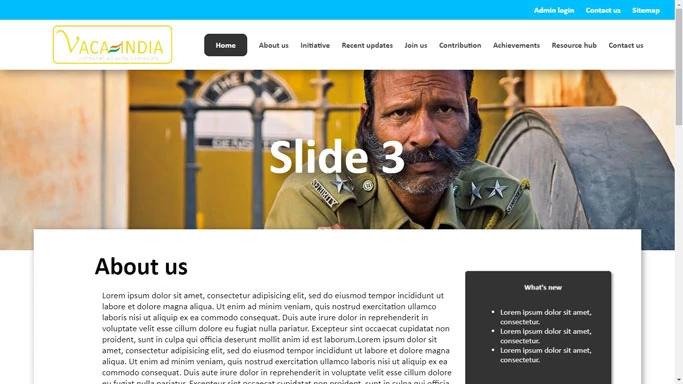 Admin login Contact us Sitemap
VACA INDIA
Home About us Initiative Recent updates Join us Contribution Achievements Resource hub Contact us
Slide 3
SECURITY
About us
Lorem ipsum dolor sit amet, consectetur adipisicing elit, sed do eiusmod tempor incididunt ut
labore et dolore magna aliqua. Ut enim ad minim veniam, quis nostrud exercitation ullamco
laboris nisi ut aliquip ex ea commodo consequat. Duis aute irure dolor in reprehenderit in
voluptate velit esse cillum dolore eu fugiat nulla pariatur. Excepteur sint occaecat cupidatat non
proident, sunt in culpa qui officia deserunt mollit anim id est laborum.Lorem ipsum dolor sit
amet, consectetur adipisicing elit, sed do eiusmod tempor incididunt ut labore et dolore magna
aliqua. Ut enim ad minim veniam, quis nostrud exercitation ullamco laboris nisi ut aliquip ex ea
commodo consequat. Duis aute irure dolor in reprehenderit in voluptate velit esse cillum dolore
eu fugiat nulla pariatur. Excepteur sint occaecat cupidatat non proident, sunt in culpa qui officia
What's new
Lorem ipsum dolor sit amet,
consectetur.
Lorem ipsum dolor sit amet,
consectetur.
Lorem ipsum dolor sit amet,
consectetur.